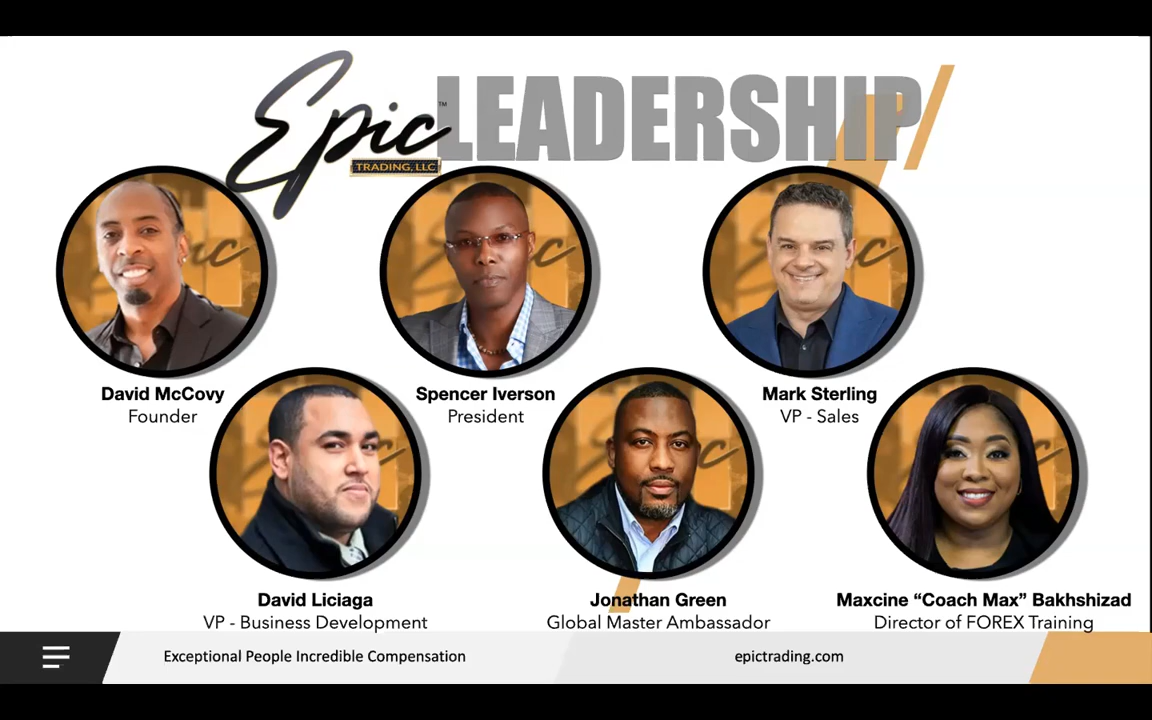 Epic™ LEADERSHIP
TRADING, LLC
David McCovy
Founder
Spencer Iverson
President
Mark Sterling
VP - Sales
David Liciaga
VP - Business Development
Jonathan Green
Global Master Ambassador
Maxcine “Coach Max” Bakhshizad
Director of FOREX Training
Exceptional People Incredible Compensation
epictrading.com